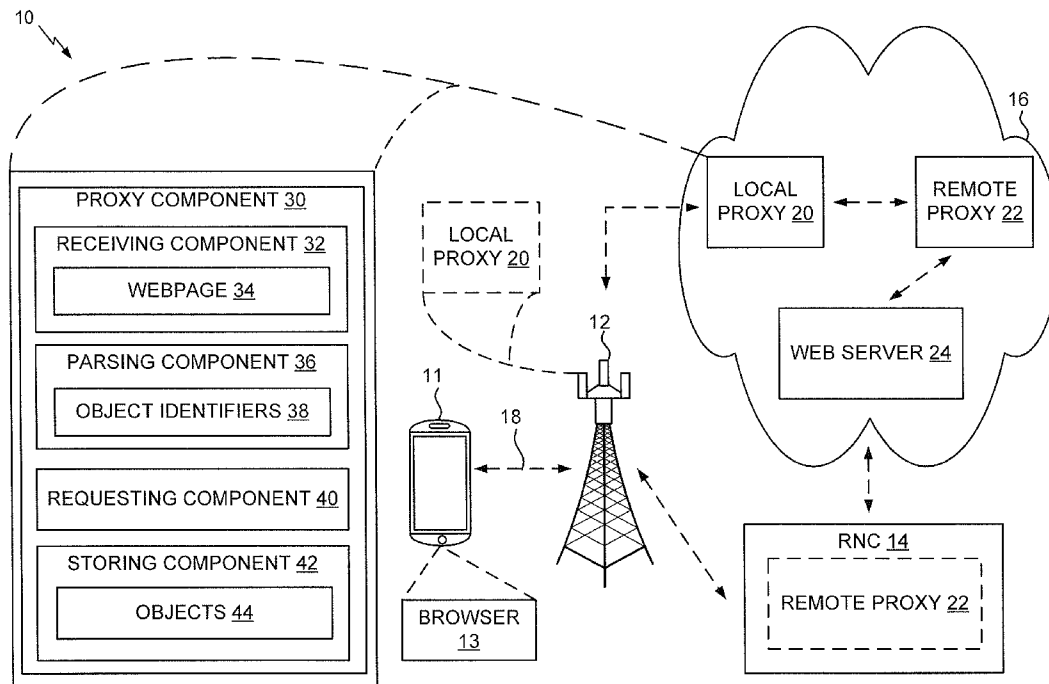 10
PROXY COMPONENT 30
RECEIVING COMPONENT 32
WEBPAGE 34
PARSING COMPONENT 36
OBJECT IDENTIFIERS 38
REQUESTING COMPONENT 40
STORING COMPONENT 42
OBJECTS 44
LOCAL
PROXY 20
11
18
12
BROWSER
13
16
LOCAL
PROXY 20
REMOTE
PROXY 22
WEB SERVER 24
RNC 14
REMOTE PROXY 22